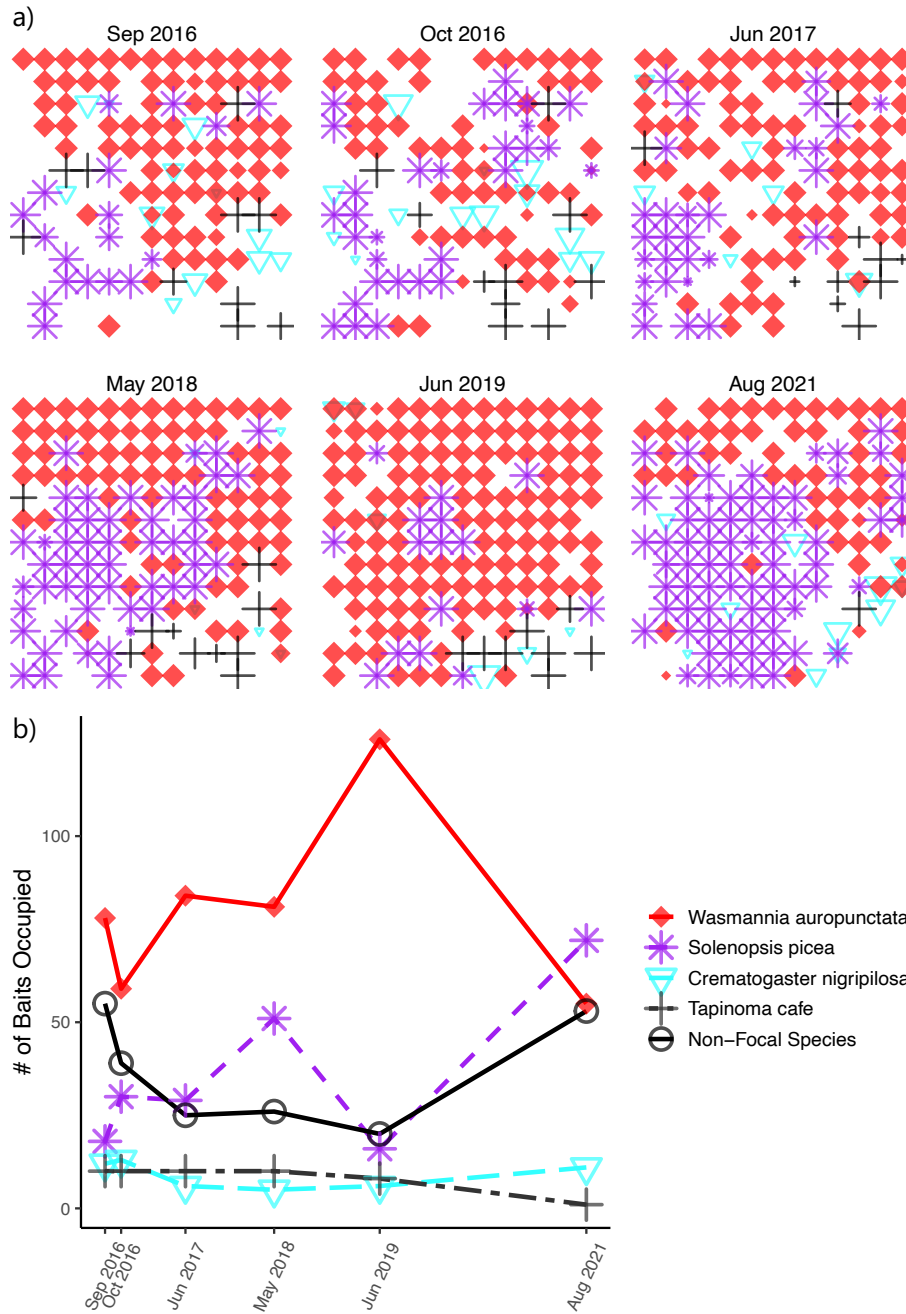 a)
Sep 2016
Oct 2016
Jun 2017
May 2018
Jun 2019
Aug 2021
b)
# of Baits Occupied
100
50
0
Sep 2016
Oct 2016
Jun 2017
May 2018
Jun 2019
Aug 2021
Wasmannia auropunctata
Solenopsis picea
Crematogaster nigripilosa
Tapinoma cafe
Non−Focal Species